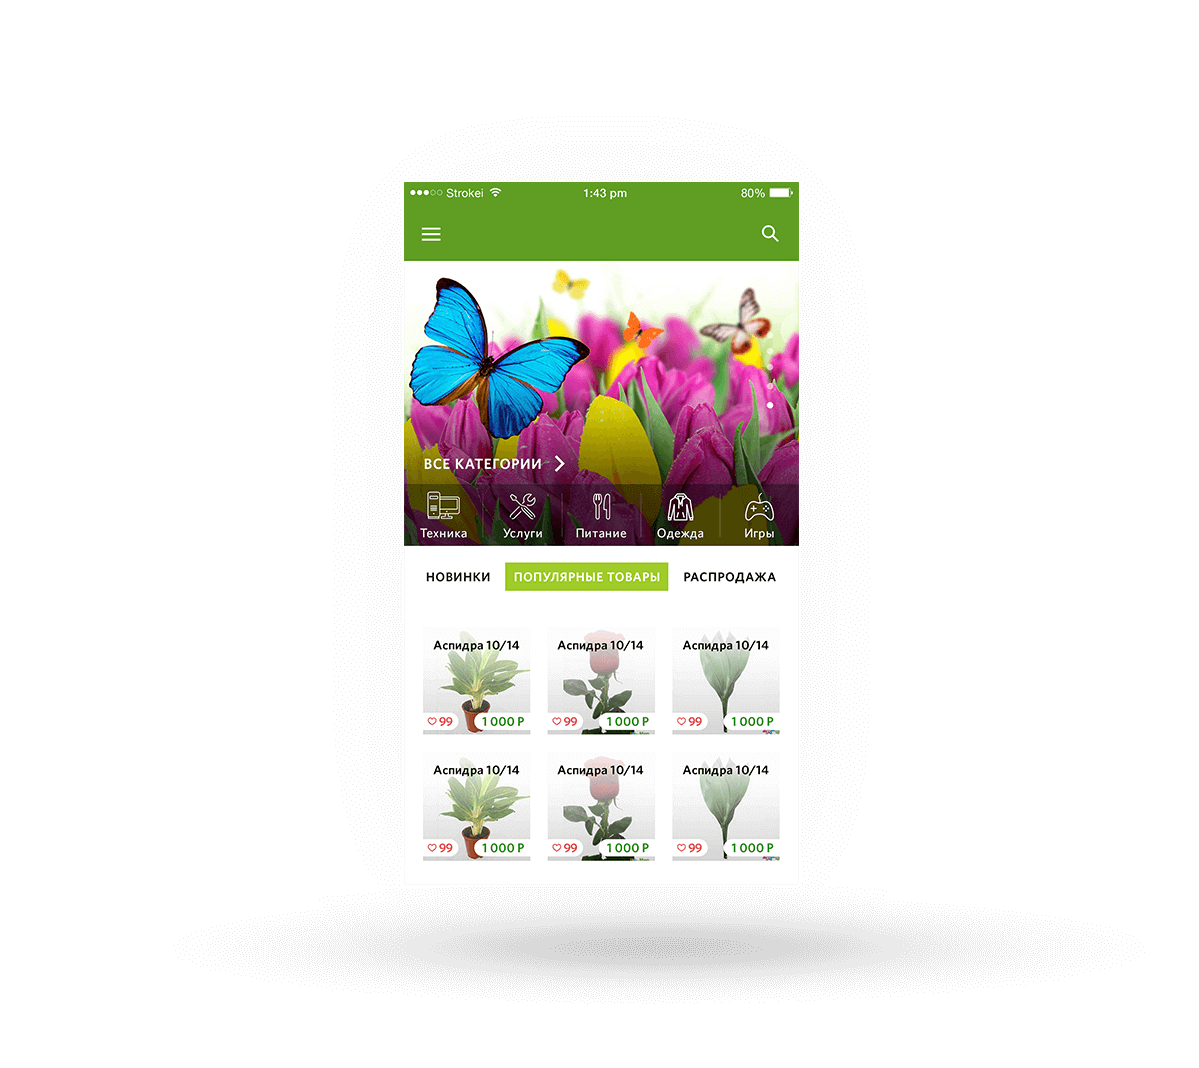 Strokei 1:43 pm 80%
ВСЕ КАТЕГОРИИ
Техника Услуги Питание Одежда Игры
НОВИНКИ ПОПУЛЯРНЫЕ ТОВАРЫ РАСПРОДАЖА
Аспидра 10/14 Аспидра 10/14 Аспидра 10/14
99 1 000 Р 99 1 000 Р 99 1 000 Р
Аспидра 10/14 Аспидра 10/14 Аспидра 10/14
99 1 000 Р 99 1 000 Р 99 1 000 Р